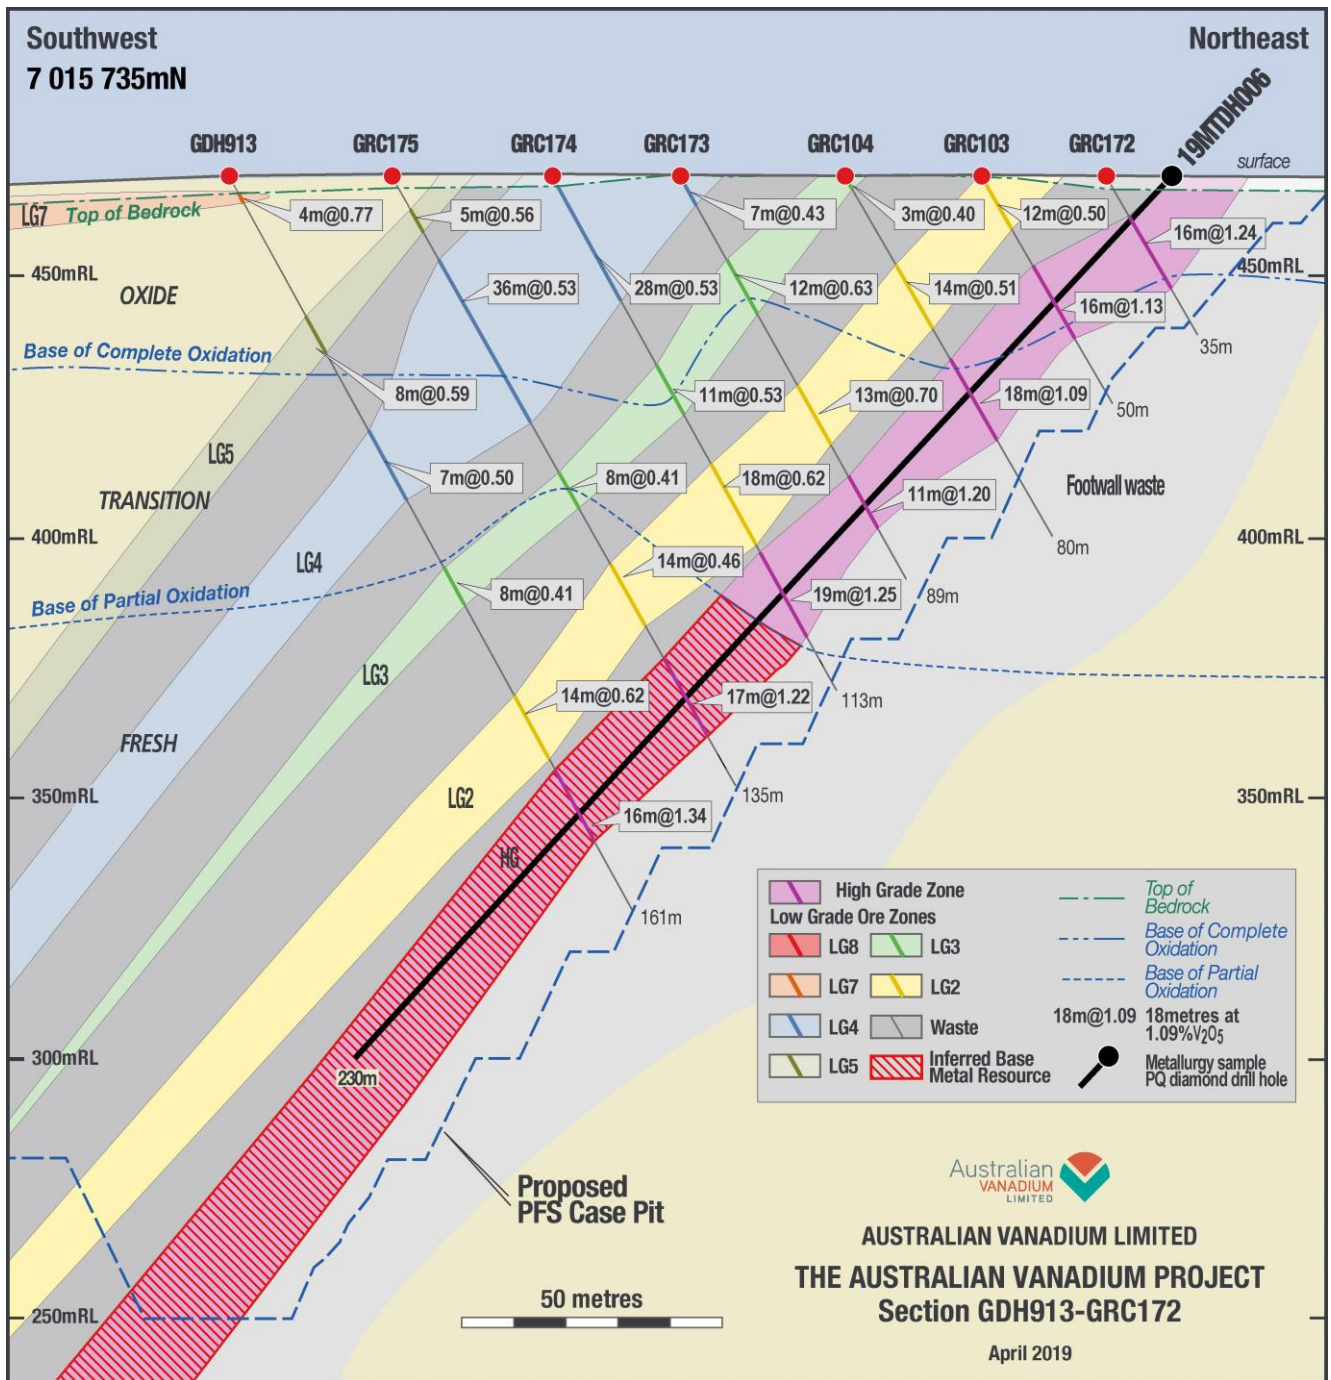 Southwest
Northeast
7 015 735mN
19MTDH006
GDH913
GRC175
GRC174
GRC173
GRC104
GRC103
GRC172
surface
LG7
Top of Bedrock
4m@0.77
5m@0.56
7m@0.43
3m@0.40
12m@0.50
16m@1.24
450mRL
450mRL
OXIDE
36m@0.53
28m@0.53
12m@0.63
14m@0.51
16m@1.13
35m
Base of Complete Oxidation
8m@0.59
11m@0.53
13m@0.70
18m@1.09
50m
LG5
7m@0.50
8m@0.41
18m@0.62
11m@1.20
Footwall waste
TRANSITION
400mRL
400mRL
80m
LG4
14m@0.46
Base of Partial Oxidation
8m@0.41
19m@1.25
89m
LG3
14m@0.62
17m@1.22
113m
FRESH
350mRL
350mRL
LG2
135m
16m@1.34
HG
161m
High Grade Zone
Low Grade Ore Zones
LG8
LG3
LG7
LG2
LG4
Waste
LG5
Inferred Base
Metal Resource
Top of
Bedrock
Base of Complete
Oxidation
Base of Partial
Oxidation
18m@1.09 18metres at
1.09%V₂O₅
Metallurgy sample
PQ diamond drill hole
300mRL
230m
Proposed
PFS Case Pit
Australian
VANADIUM
LIMITED
AUSTRALIAN VANADIUM LIMITED
THE AUSTRALIAN VANADIUM PROJECT
Section GDH913-GRC172
April 2019
50 metres
250mRL